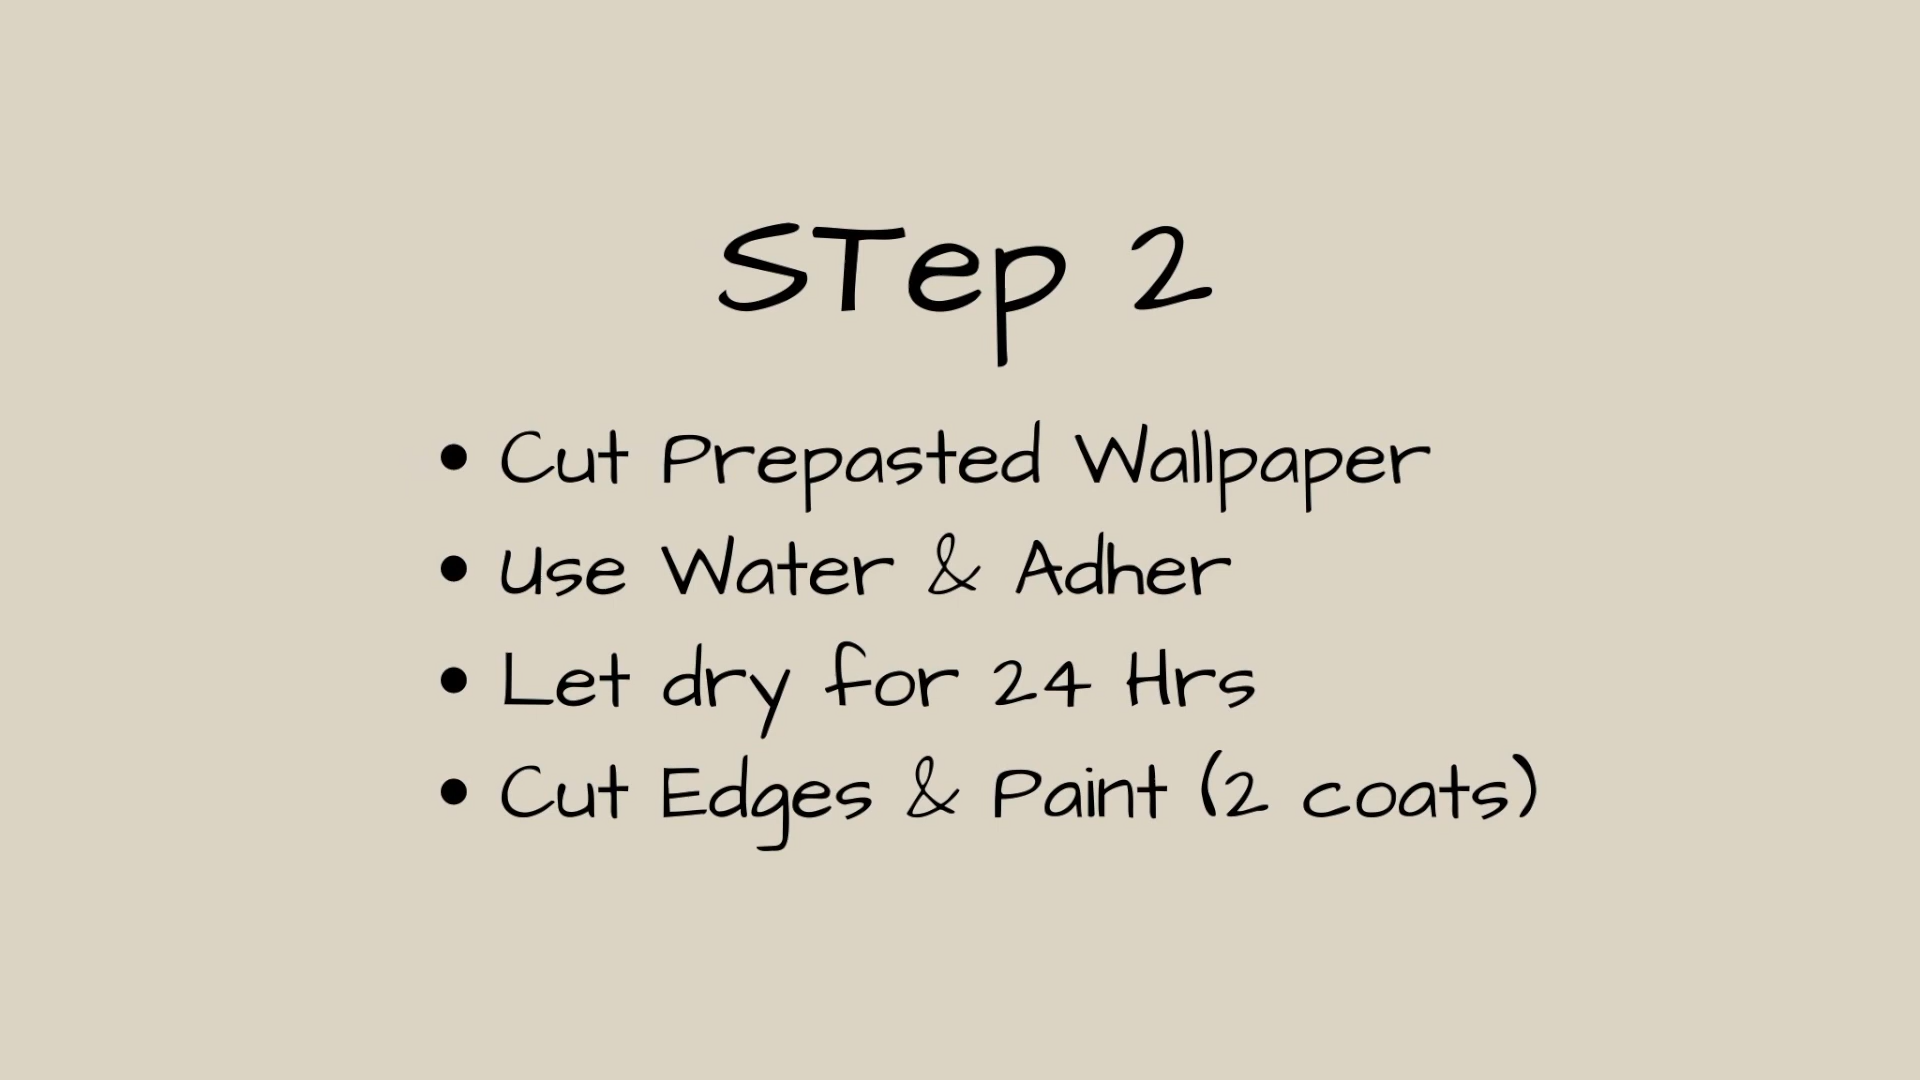 STep 2
• Cut Prepasted Wallpaper
• Use Water & Adher
• Let dry for 24 Hrs
• Cut Edges & Paint (2 coats)